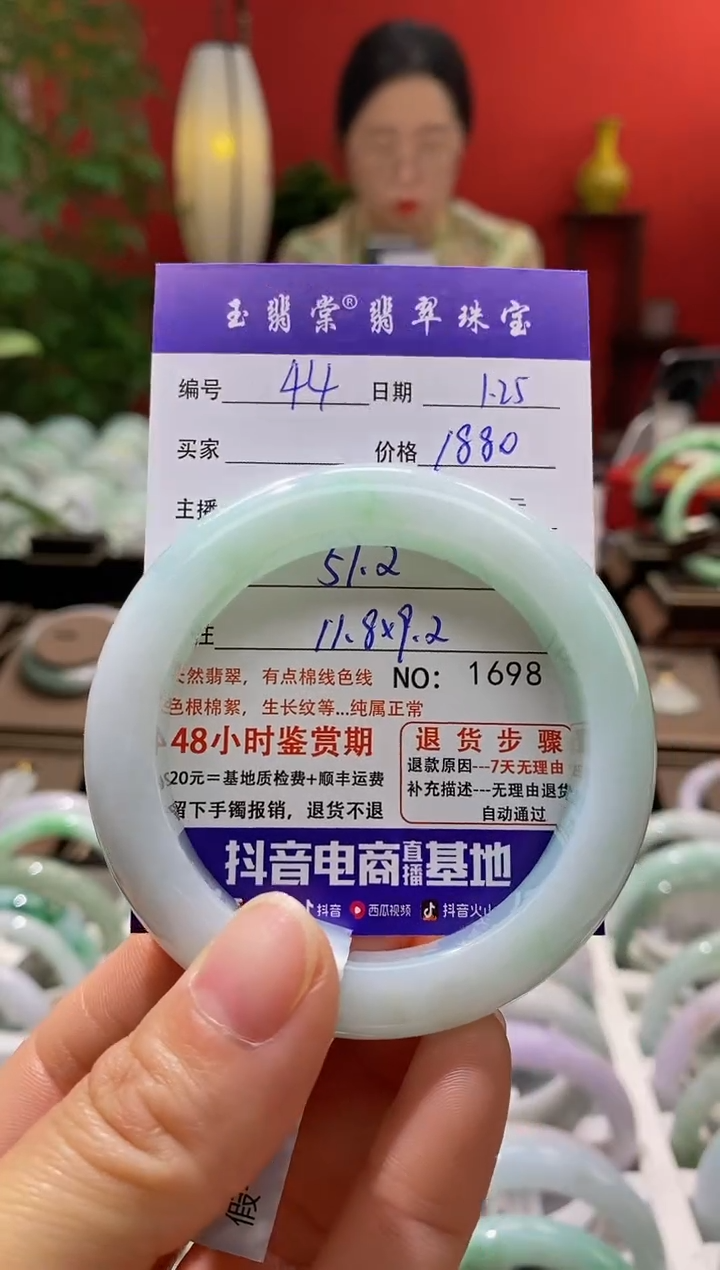 玉翡棠®翡翠珠宝
编号 44 日期 1.25
买家 价格 1880
主播
51.2
注 11.8x9.2
天然翡翠，有点棉线色线 NO: 1698
色根棉絮，生长纹等...纯属正常
48小时鉴赏期
退货步骤
20元=基地质检费+顺丰运费
退款原因---7天无理由
留下手镯报销，退货不退
补充描述---无理由退货
自动通过
抖音电商直播基地
抖音 西瓜视频 抖音火山
假